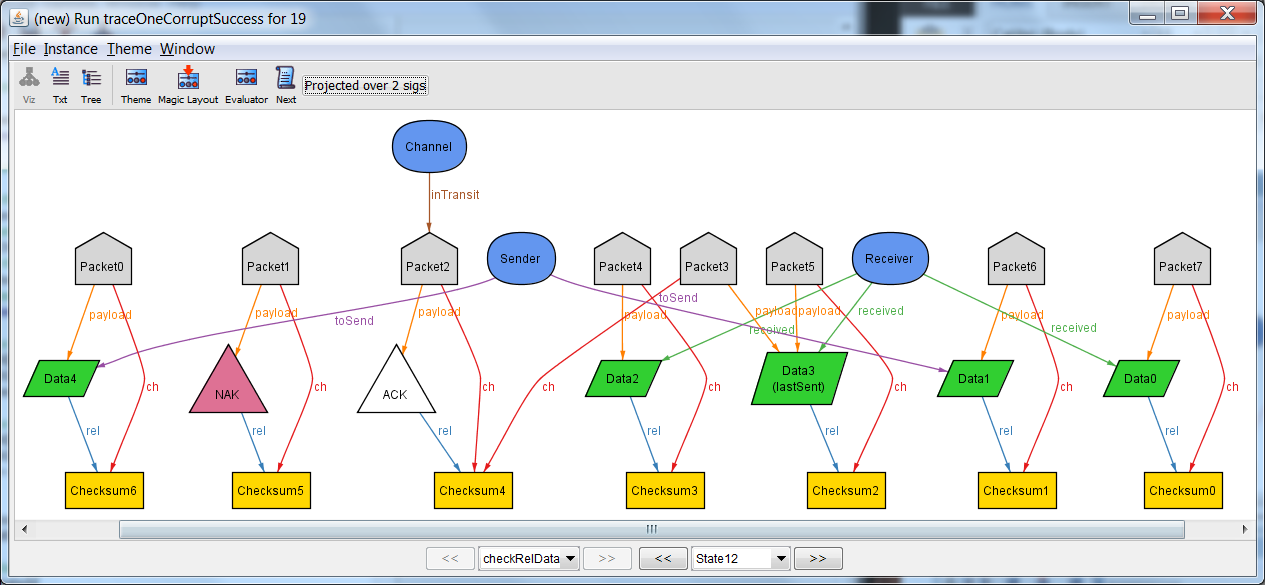 (new) Run traceOneCorruptSuccess for 19
File Instance Theme Window
Viz Txt Tree Theme Magic Layout Evaluator Next Projected over 2 sigs
Channel
inTransit
Packet0 Packet1 Packet2 Sender Packet4 Packet3 Packet5 Receiver Packet6 Packet7
toSend
payload payload payload payload payload payload received payload payload
toSend received received
Data4 NAK ACK Data2 Data3 Data1 Data0
(lastSent)
ch ch ch ch ch ch ch ch
rel rel rel rel rel rel rel
Checksum6 Checksum5 Checksum4 Checksum3 Checksum2 Checksum1 Checksum0
<< checkRelData >> << State12 >>